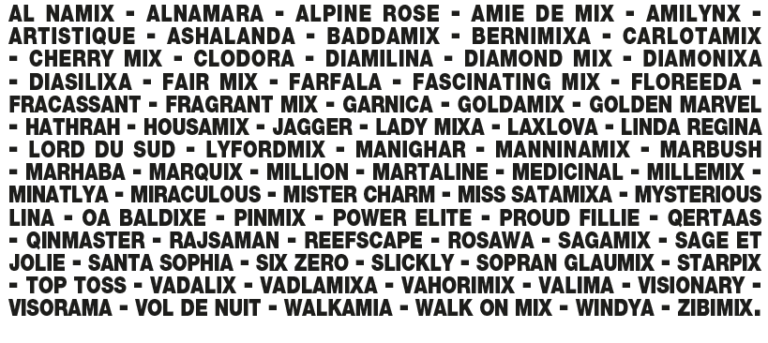 AL NAMIX - ALNAMARA - ALPINE ROSE - AMIE DE MIX - AMILYNX -
ARTISTIQUE - ASHALANDA - BADDAMIX - BERNIMIXA - CARLOTAMIX
- CHERRY MIX - CLODORA - DIAMILINA - DIAMOND MIX - DIAMONIXA
- DIASILIXA - FAIR MIX - FARFALA - FASCINATING MIX - FLOREEDA -
FRACASSANT - FRAGRANT MIX - GARNICA - GOLDAMIX - GOLDEN MARVEL
- HATHRAH - HOUSAMIX - JAGGER - LADY MIXA - LAXLOVA - LINDA REGINA
- LORD DU SUD - LYFORDMIX - MANIGHAR - MANNINAMIX - MARBUSH
- MARHABA - MARQUIX - MILLION - MARTALINE - MEDICINAL - MILLEMIX -
MINATLYA - MIRACULOUS - MISTER CHARM - MISS SATAMIXA - MYSTERIOUS
LINA - OA BALDIXE - PINMIX - POWER ELITE - PROUD FILLIE - QERTAAS
- QINMASTER - RAJSAMAN - REEFSCAPE - ROSAWA - SAGAMIX - SAGE ET
JOLIE - SANTA SOPHIA - SIX ZERO - SLICKLY - SOPRAN GLAUMIX - STARPIX
- TOP TOSS - VADALIX - VADLAMIXA - VAHORIMIX - VALIMA - VISIONARY -
VISORAMA - VOL DE NUIT - WALKAMIA - WALK ON MIX - WINDYA - ZIBIMIX.